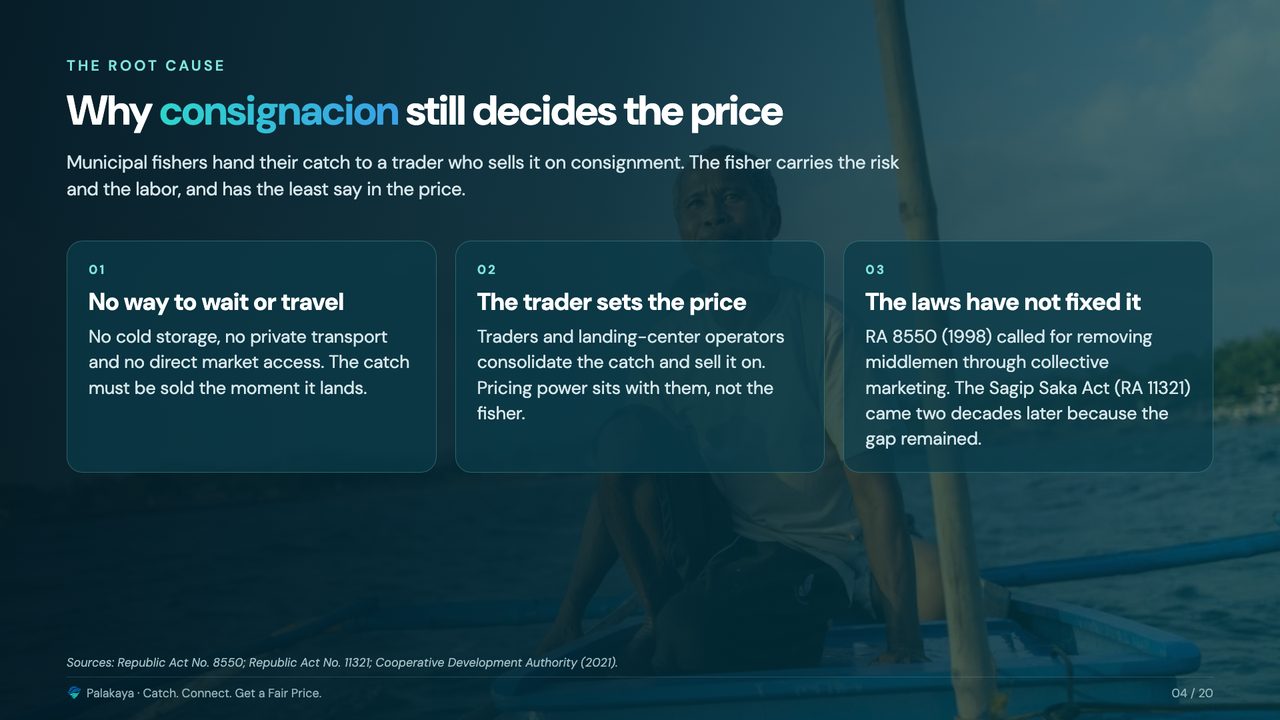 THE ROOT CAUSE
Why consignacion still decides the price
Municipal fishers hand their catch to a trader who sells it on consignment. The fisher carries the risk
and the labor, and has the least say in the price.
01
No way to wait or travel
No cold storage, no private transport
and no direct market access. The catch
must be sold the moment it lands.
02
The trader sets the price
Traders and landing-center operators
consolidate the catch and sell it on.
Pricing power sits with them, not the
fisher.
03
The laws have not fixed it
RA 8550 (1998) called for removing
middlemen through collective
marketing. The Sagip Saka Act (RA 11321)
came two decades later because the
gap remained.
Sources: Republic Act No. 8550; Republic Act No. 11321; Cooperative Development Authority (2021).
Palakaya · Catch. Connect. Get a Fair Price.
04 / 20